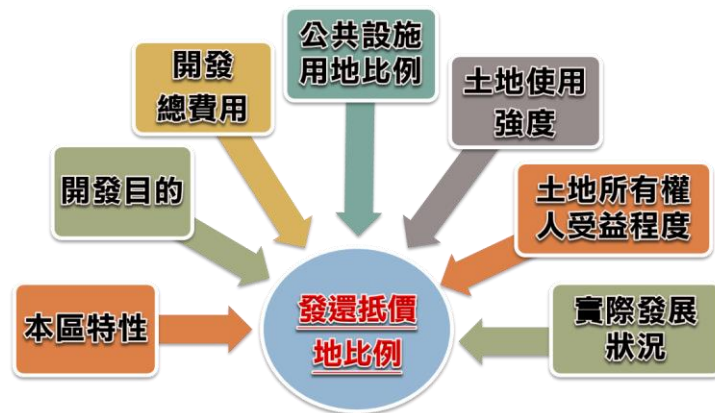 本區特性
開發目的
開發
總費用
公共設施
用地比例
土地使用
強度
土地所有權
人受益程度
實際發展
狀況
發還抵價
地比例